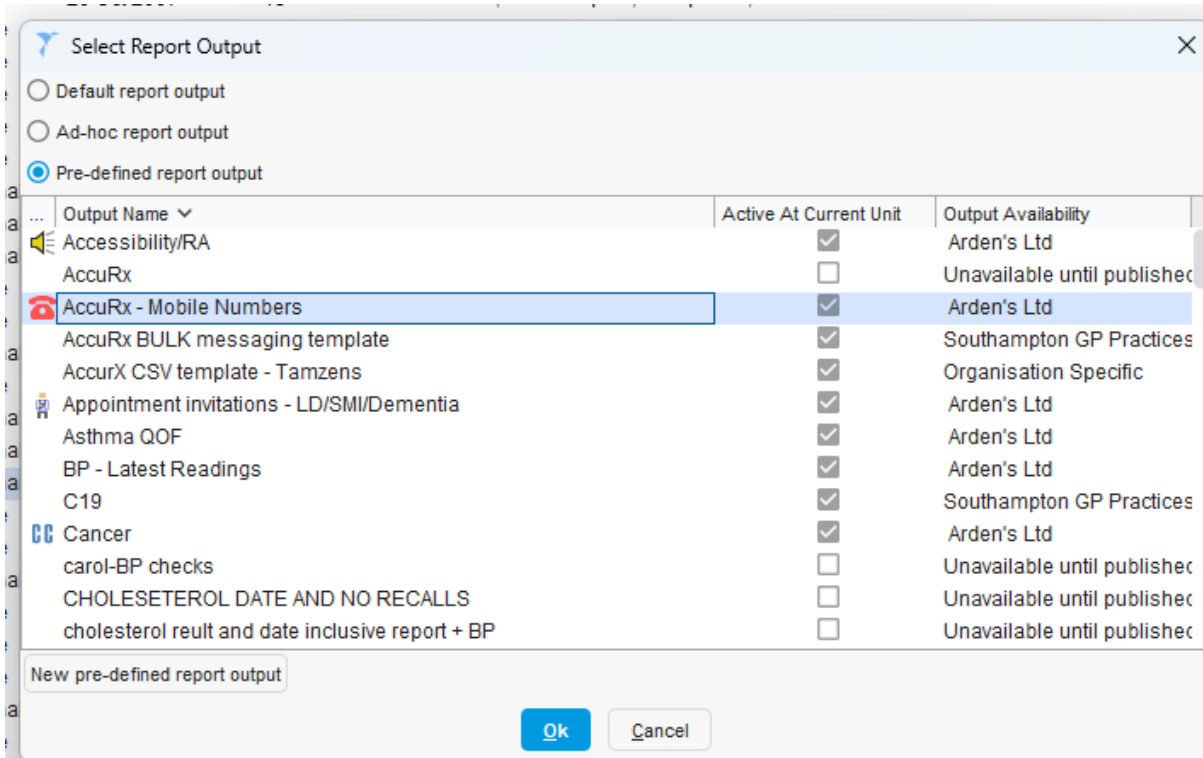 Select Report Output
Default report output
Ad-hoc report output
Pre-defined report output
... Output Name Active At Current Unit Output Availability
Accessibility/RA Arden's Ltd
AccuRx Unavailable until published
AccuRx - Mobile Numbers Arden's Ltd
AccuRx BULK messaging template Southampton GP Practices
AccurX CSV template - Tamzens Organisation Specific
Appointment invitations - LD/SMI/Dementia Arden's Ltd
Asthma QOF Arden's Ltd
BP - Latest Readings Arden's Ltd
C19 Southampton GP Practices
CC Cancer Arden's Ltd
carol-BP checks Unavailable until published
CHOLESETEROL DATE AND NO RECALLS Unavailable until published
cholesterol reult and date inclusive report + BP Unavailable until published
New pre-defined report output
Ok Cancel